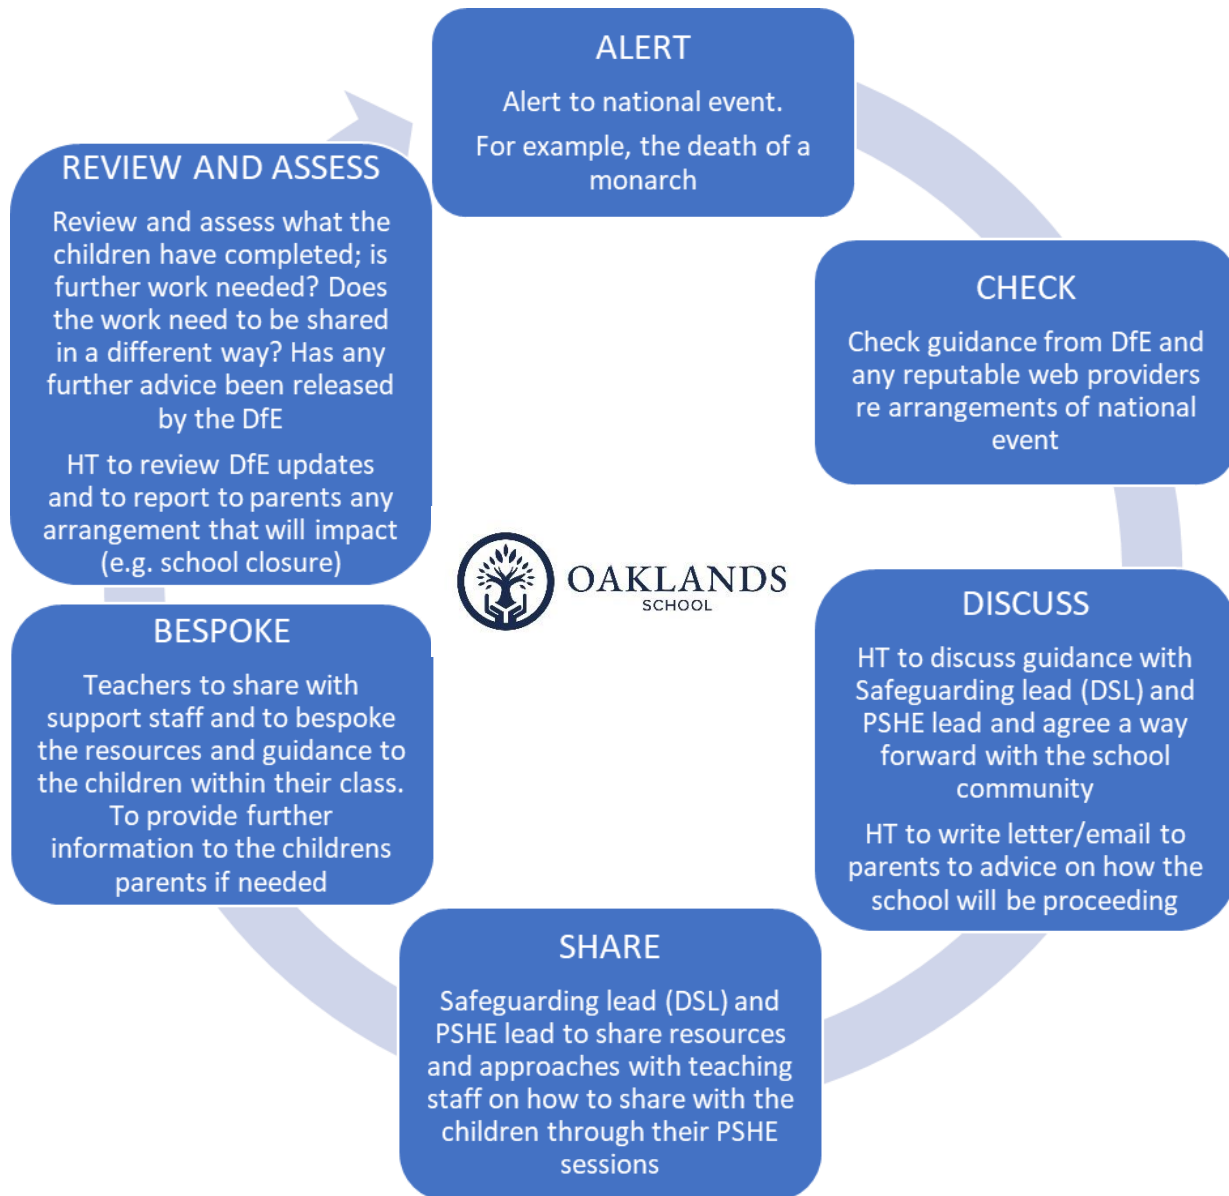 ALERT
Alert to national event.
For example, the death of a
monarch
CHECK
Check guidance from DfE and
any reputable web providers
re arrangements of national
event
DISCUSS
HT to discuss guidance with
Safeguarding lead (DSL) and
PSHE lead and agree a way
forward with the school
community
HT to write letter/email to
parents to advice on how the
school will be proceeding
SHARE
Safeguarding lead (DSL) and
PSHE lead to share resources
and approaches with teaching
staff on how to share with the
children through their PSHE
sessions
BESPOKE
Teachers to share with
support staff and to bespoke
the resources and guidance to
the children within their class.
To provide further
information to the childrens
parents if needed
REVIEW AND ASSESS
Review and assess what the
children have completed; is
further work needed? Does
the work need to be shared
in a different way? Has any
further advice been released
by the DfE
HT to review DfE updates
and to report to parents any
arrangement that will impact
(e.g. school closure)
OAKLANDS
SCHOOL